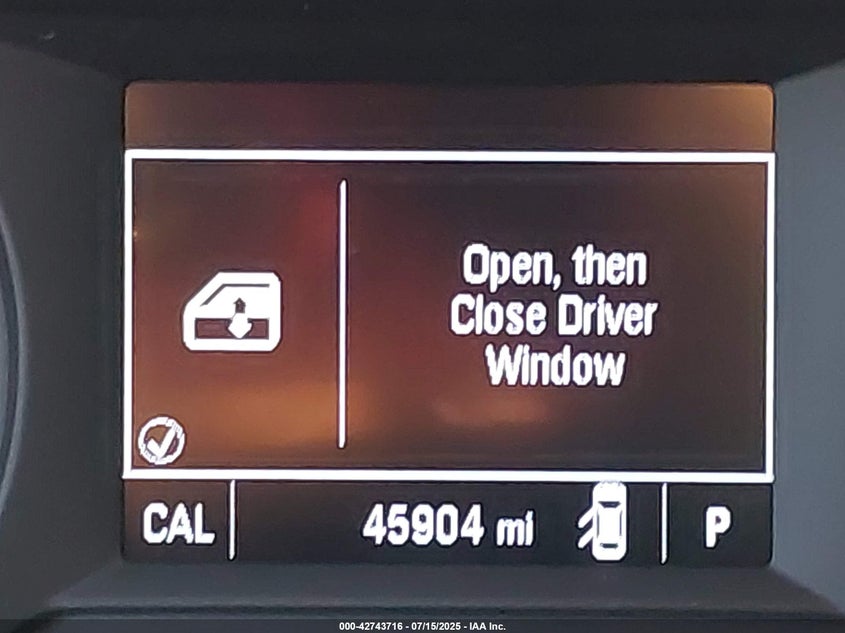 Open, then
Close Driver
Window
CAL 45904 mi P
000-42743716 - 07/15/2025 - IAA Inc.